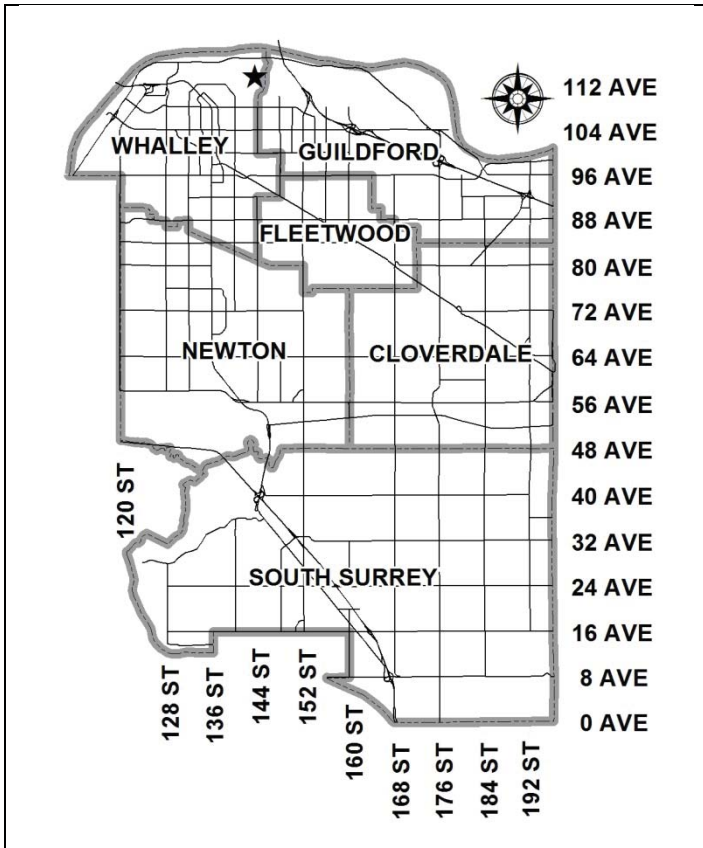 112 AVE
104 AVE
WHALLEY
GUILDFORD
96 AVE
88 AVE
FLEETWOOD
80 AVE
72 AVE
NEWTON
CLOVERDALE
64 AVE
56 AVE
48 AVE
120 ST
40 AVE
32 AVE
SOUTH SURREY
24 AVE
16 AVE
128 ST
136 ST
144 ST
152 ST
160 ST
8 AVE
0 AVE
168 ST
176 ST
184 ST
192 ST